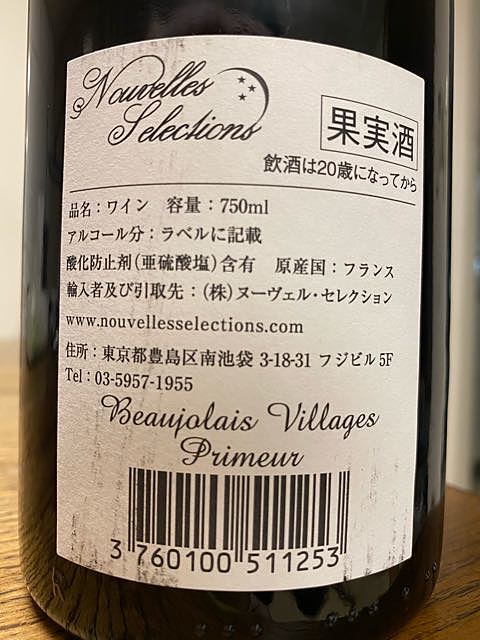 Nouvelles
Selections
果実酒
飲酒は20歳になってから
品名：ワイン　容量：750ml
アルコール分：ラベルに記載
酸化防止剤(亜硫酸塩)含有　原産国：フランス
輸入者及び引取先：(株)ヌーヴェル・セレクション
www.nouvellesselections.com
住所：東京都豊島区南池袋 3-18-31 フジビル 5F
Tel：03-5957-1955
Beaujolais Villages
Primeur
3 760100 511253